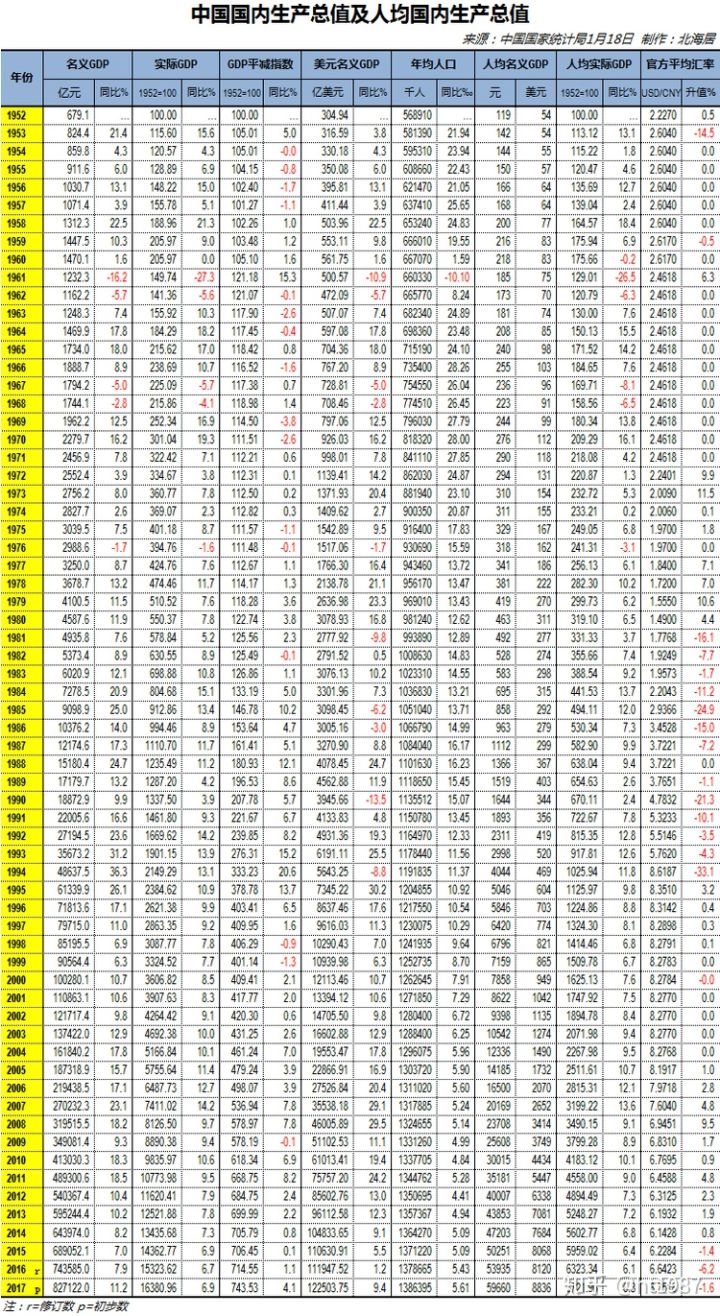 中国国内生产总值及人均国内生产总值
来源:中国国家统计局1月18日 制作:北海居
年份 名义GDP 实际GDP GDP平减指数 美元名义GDP 年均人口 人均名义GDP 人均实际GDP 官方平均汇率
亿元 同比% 1952=100 同比% 1952=100 同比% 亿美元 同比% 千人 同比‰ 元 美元 1952=100 同比% USD/CNY 升值%
1952 679.1 ... 100.00 ... 100.00 ... 304.94 ... 568910 ... 119 54 100.00 ... 2.2270 0.5
1953 824.4 21.4 115.60 15.6 105.01 5.0 316.59 3.8 581390 21.94 142 54 113.12 13.1 2.6040 -14.5
1954 859.8 4.3 120.57 4.3 105.01 -0.0 330.18 4.3 595310 23.94 144 55 115.22 1.8 2.6040 0.0
1955 911.6 6.0 128.89 6.9 104.15 -0.8 350.08 6.0 608660 22.43 150 57 120.47 4.6 2.6040 0.0
1956 1030.7 13.1 148.22 15.0 102.40 -1.7 395.81 13.1 621470 21.05 166 64 135.69 12.7 2.6040 0.0
1957 1071.4 3.9 155.78 5.1 101.27 -1.1 411.44 3.9 637410 25.65 168 64 139.04 2.4 2.6040 0.0
1958 1312.3 22.5 188.96 21.3 102.26 1.0 503.96 22.5 653240 24.83 200 77 164.57 18.4 2.6040 0.0
1959 1447.5 10.3 205.97 9.0 103.48 1.2 553.11 9.8 666010 19.55 216 83 175.94 6.9 2.6170 -0.5
1960 1470.1 1.6 205.97 0.0 105.10 1.6 561.75 1.6 667070 1.59 218 83 175.66 -0.2 2.6170 0.0
1961 1232.3 -16.2 149.74 -27.3 121.18 15.3 500.57 -10.9 660330 -10.10 185 75 129.01 -26.5 2.4618 6.3
1962 1162.2 -5.7 141.36 -5.6 121.07 -0.1 472.09 -5.7 665770 8.24 173 70 120.79 -6.3 2.4618 0.0
1963 1248.3 7.4 155.92 10.3 117.90 -2.6 507.07 7.4 682340 24.89 181 74 130.00 7.6 2.4618 0.0
1964 1469.9 17.8 184.29 18.2 117.45 -0.4 597.08 17.8 698360 23.48 208 85 150.13 15.5 2.4618 0.0
1965 1734.0 18.0 215.62 17.0 118.42 0.8 704.36 18.0 715190 24.10 240 98 171.52 14.2 2.4618 0.0
1966 1888.7 8.9 238.69 10.7 116.52 -1.6 767.20 8.9 735400 28.26 255 103 184.65 7.6 2.4618 0.0
1967 1794.2 -5.0 225.09 -5.7 117.38 0.7 728.81 -5.0 754550 26.04 236 96 169.71 -8.1 2.4618 0.0
1968 1744.1 -2.8 215.86 -4.1 118.98 1.4 708.46 -2.8 774510 26.45 223 91 158.56 -6.5 2.4618 0.0
1969 1962.2 12.5 252.34 16.9 114.50 -3.8 797.06 12.5 796030 27.79 244 99 180.34 13.8 2.4618 0.0
1970 2279.7 16.2 301.04 19.3 111.51 -2.6 926.03 16.2 818320 28.00 276 112 209.29 16.1 2.4618 0.0
1971 2456.9 7.8 322.42 7.1 112.21 0.6 998.01 7.8 841110 27.85 290 118 218.08 4.2 2.4618 0.0
1972 2552.4 3.9 334.67 3.8 112.31 0.1 1139.41 14.2 862030 24.87 294 131 220.87 1.3 2.2401 9.9
1973 2756.2 8.0 360.77 7.8 112.50 0.2 1371.93 20.4 881940 23.10 310 154 232.72 5.3 2.0090 11.5
1974 2827.7 2.6 369.07 2.3 112.82 0.3 1409.62 2.7 900350 20.87 311 155 233.21 0.2 2.0060 0.1
1975 3039.5 7.5 401.18 8.7 111.57 -1.1 1542.89 9.5 916400 17.83 329 167 249.05 6.8 1.9700 1.8
1976 2988.6 -1.7 394.76 -1.6 111.48 -0.1 1517.06 -1.7 930690 15.59 318 162 241.31 -3.1 1.9700 0.0
1977 3250.0 8.7 424.76 7.6 112.67 1.1 1766.30 16.4 943460 13.72 341 186 256.13 6.1 1.8400 7.1
1978 3678.7 13.2 474.46 11.7 114.17 1.3 2138.78 21.1 956170 13.47 381 222 282.30 10.2 1.7200 7.0
1979 4100.5 11.5 510.52 7.6 118.28 3.6 2636.98 23.3 969010 13.43 419 270 299.73 6.2 1.5550 10.6
1980 4587.6 11.9 550.37 7.8 122.74 3.8 3078.93 16.8 981240 12.62 463 311 319.10 6.5 1.4900 4.4
1981 4935.8 7.6 578.84 5.2 125.56 2.3 2777.92 -9.8 993890 12.89 492 277 331.33 3.7 1.7768 -16.1
1982 5373.4 8.9 630.55 8.9 125.49 -0.1 2791.52 0.5 1008630 14.83 528 274 355.66 7.4 1.9249 -7.7
1983 6020.9 12.1 698.88 10.8 126.86 1.1 3076.13 10.2 1023310 14.55 583 298 388.54 9.2 1.9573 -1.7
1984 7278.5 20.9 804.68 15.1 133.19 5.0 3301.96 7.3 1036830 13.21 695 315 441.53 13.7 2.2043 -11.2
1985 9098.9 25.0 912.86 13.4 146.78 10.2 3098.45 -6.2 1051040 13.71 858 292 494.11 12.0 2.9366 -24.9
1986 10376.2 14.0 994.46 8.9 153.64 4.7 3005.16 -3.0 1066790 14.99 963 279 530.34 7.3 3.4528 -15.0
1987 12174.6 17.3 1110.70 11.7 161.41 5.1 3270.90 8.8 1084040 16.17 1112 299 582.90 9.9 3.7221 -7.2
1988 15180.4 24.7 1235.49 11.2 180.93 12.1 4078.45 24.7 1101630 16.23 1366 367 638.04 9.4 3.7221 0.0
1989 17179.7 13.2 1287.20 4.2 196.53 8.6 4562.88 11.9 1118650 15.45 1519 403 654.63 2.6 3.7651 -1.1
1990 18872.9 9.9 1337.50 3.9 207.78 5.7 3945.66 -13.5 1135512 15.07 1644 344 670.11 2.4 4.7832 -21.3
1991 22005.6 16.6 1461.80 9.3 221.67 6.7 4133.83 4.8 1150780 13.45 1893 356 722.67 7.8 5.3233 -10.1
1992 27194.5 23.6 1669.62 14.2 239.85 8.2 4931.36 19.3 1164970 12.33 2311 419 815.35 12.8 5.5146 -3.5
1993 35673.2 31.2 1901.15 13.9 276.31 15.2 6191.11 25.5 1178440 11.56 2998 520 917.81 12.6 5.7620 -4.3
1994 48637.5 36.3 2149.29 13.1 333.23 20.6 5643.25 -8.8 1191835 11.37 4044 469 1025.94 11.8 8.6187 -33.1
1995 61339.9 26.1 2384.62 10.9 378.78 13.7 7345.22 30.2 1204855 10.92 5046 604 1125.97 9.8 8.3510 3.2
1996 71813.6 17.1 2621.38 9.9 403.41 6.5 8637.46 17.6 1217550 10.54 5846 703 1224.86 8.8 8.3142 0.4
1997 79715.0 11.0 2863.35 9.2 409.95 1.6 9616.03 11.3 1230075 10.29 6420 774 1324.30 8.1 8.2898 0.3
1998 85195.5 6.9 3087.77 7.8 406.29 -0.9 10290.43 7.0 1241935 9.64 6796 821 1414.46 6.8 8.2791 0.1
1999 90564.4 6.3 3324.52 7.7 401.14 -1.3 10939.98 6.3 1252735 8.70 7159 865 1509.78 6.7 8.2783 0.0
2000 100280.1 10.7 3606.82 8.5 409.41 2.1 12113.46 10.7 1262645 7.91 7858 949 1625.13 7.6 8.2784 -0.0
2001 110863.1 10.6 3907.63 8.3 417.77 2.0 13394.12 10.6 1271850 7.29 8622 1042 1747.90 7.5 8.2770 0.0
2002 121717.4 9.8 4264.42 9.1 420.30 0.6 14705.50 9.8 1280400 6.72 9398 1135 1894.78 8.4 8.2770 0.0
2003 137422.0 12.9 4692.38 10.0 431.25 2.6 16602.88 12.9 1288400 6.25 10542 1274 2071.98 9.4 8.2770 0.0
2004 161840.2 17.8 5166.84 10.1 461.24 7.0 19553.47 17.8 1296075 5.96 12336 1490 2267.98 9.5 8.2768 0.0
2005 187318.9 15.7 5755.64 11.4 479.24 3.9 22866.91 16.9 1303720 5.90 14185 1732 2511.61 10.7 8.1917 1.0
2006 219438.5 17.1 6487.73 12.7 498.07 3.9 27526.84 20.4 1311020 5.60 16500 2070 2815.31 12.1 7.9718 2.8
2007 270232.3 23.1 7411.02 14.2 536.94 7.8 35538.18 29.1 1317885 5.24 20169 2652 3199.22 13.6 7.6040 4.8
2008 319515.5 18.2 8126.50 9.7 578.97 7.8 46005.89 29.5 1324655 5.14 23708 3414 3490.15 9.1 6.9451 9.5
2009 349081.4 9.3 8890.38 9.4 578.19 -0.1 51102.53 11.1 1331260 4.99 25608 3749 3799.28 8.9 6.8310 1.7
2010 413030.3 18.3 9835.97 10.6 618.34 6.9 61013.41 19.4 1337705 4.84 30015 4434 4183.12 10.1 6.7695 0.9
2011 489300.6 18.5 10773.98 9.5 668.75 8.2 75757.20 24.2 1344762 5.28 35181 5447 4558.00 9.0 6.4588 4.8
2012 540367.4 10.4 11620.41 7.9 684.75 2.4 85602.76 13.0 1350695 4.41 40007 6338 4894.49 7.3 6.3125 2.3
2013 595244.4 10.2 12521.88 7.8 699.99 2.2 96112.58 12.3 1357367 4.94 43853 7081 5248.27 7.2 6.1932 1.9
2014 643974.0 8.2 13435.68 7.3 705.79 0.8 104833.65 9.1 1364270 5.09 47203 7684 5602.77 6.8 6.1428 0.8
2015 689052.1 7.0 14362.77 6.9 706.45 0.1 110630.91 5.5 1371220 5.09 50251 8068 5959.02 6.4 6.2284 -1.4
2016 r 743585.0 7.9 15323.62 6.7 714.55 1.1 111947.52 1.2 1378665 5.43 53935 8120 6323.34 6.1 6.6423 -6.2
2017 p 827122.0 11.2 16380.96 6.9 743.53 4.1 122503.75 9.4 1386395 5.61 59660 8836 -1.6
知乎 @ht1987
注:r=修订数 p=初步数